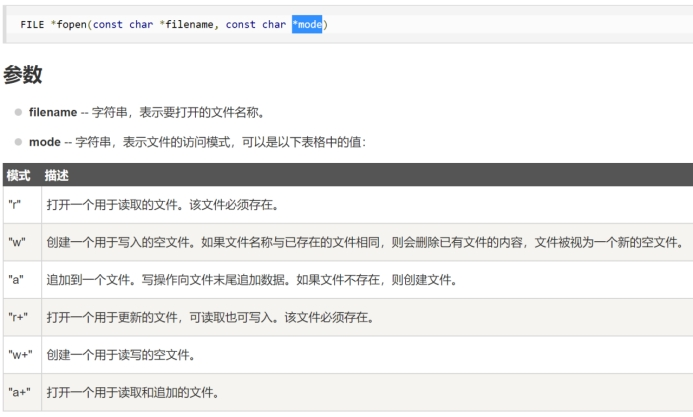 FILE *fopen(const char *filename, const char *mode)
参数
filename -- 字符串，表示要打开的文件名称。
mode -- 字符串，表示文件的访问模式，可以是以下表格中的值：
模式 描述
"r" 打开一个用于读取的文件。该文件必须存在。
"w" 创建一个用于写入的空文件。如果文件名称与已存在的文件相同，则会删除已有文件的内容，文件被视为一个新的空文件。
"a" 追加到一个文件。写操作向文件末尾追加数据。如果文件不存在，则创建文件。
"r+" 打开一个用于更新的文件，可读取也可写入。该文件必须存在。
"w+" 创建一个用于读写的空文件。
"a+" 打开一个用于读取和追加的文件。